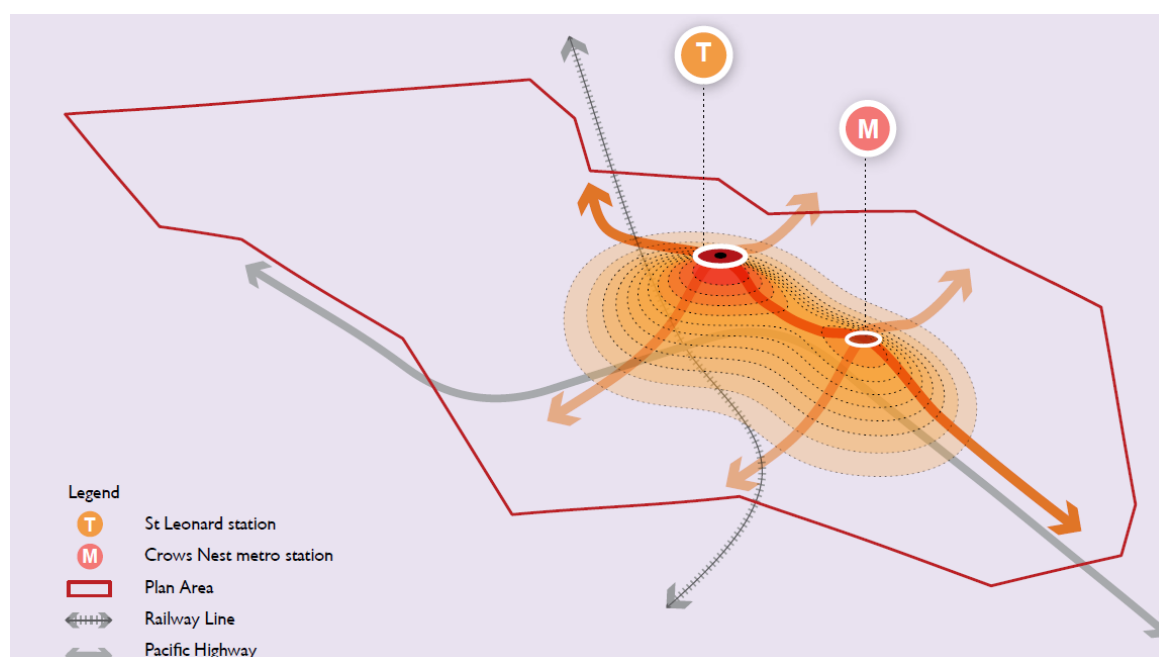 T
M
Legend
T St Leonard station
M Crows Nest metro station
Plan Area
Railway Line
Pacific Highway